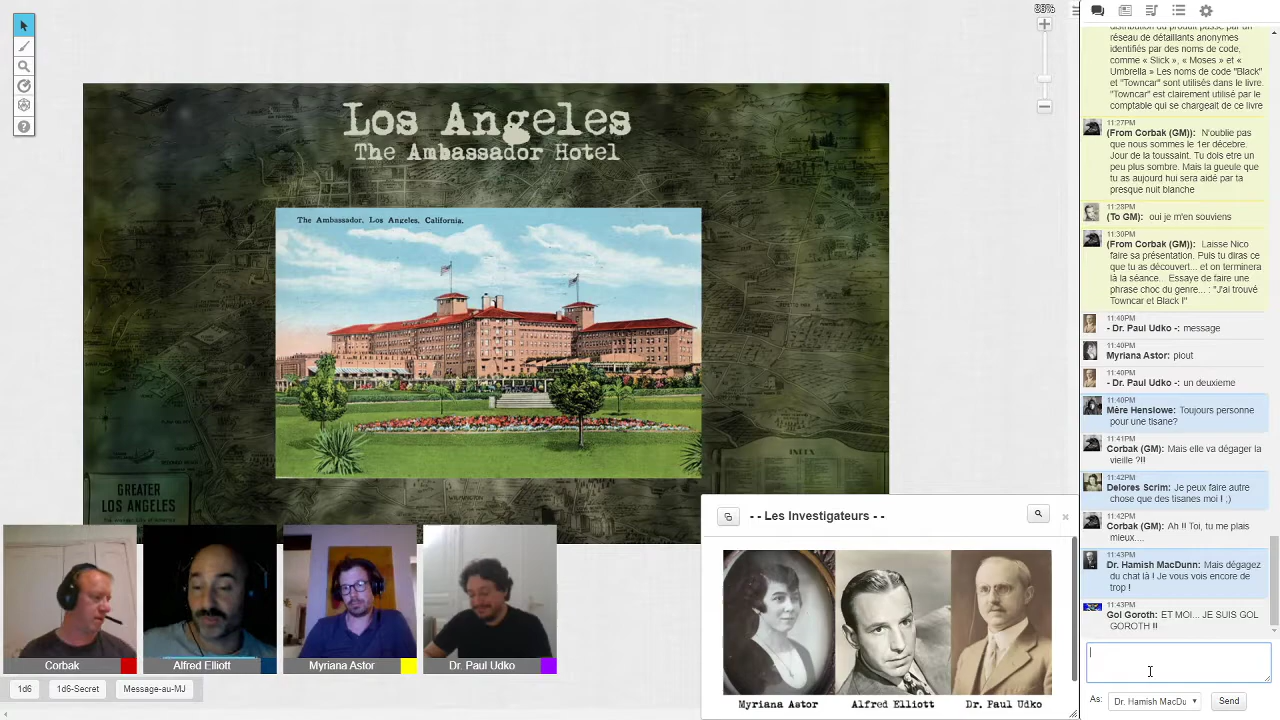 88%
Los Angeles
The Ambassador Hotel
The Ambassador, Los Angeles, California.
INDEX
WILMINGTON
GREATER
LOS ANGELES
Corbak
Alfred Elliott
Myriana Astor
Dr. Paul Udko
1d6
1d6-Secret
Message-au-MJ
- - Les Investigateurs - -
Myriana Astor
Alfred Elliott
Dr. Paul Udko
distribution du produit passe par un
réseau de détaillants anonymes
identifiés par des noms de code,
comme « Slick », « Moses » et «
Umbrella » Les noms de code "Black"
et "Towncar" sont utilisés dans le livre.
"Towncar" est clairement utilisé par le
comptable qui se chargeait de ce livre
11:27PM
(From Corbak (GM)): N'oublie pas
que nous sommes le 1er décebre.
Jour de la toussaint. Tu dois etre un
peu plus sombre. Mais la gueule que
tu as aujourd hui sera aidé par ta
presque nuit blanche
11:28PM
(To GM): oui je m'en souviens
11:30PM
(From Corbak (GM)): Laisse Nico
faire sa présentation. Puis tu diras ce
que tu as découvert... et on terminera
là la séance... Essaye de faire une
phrase choc du genre... : "J'ai trouvé
Towncar et Black !"
11:40PM
- Dr. Paul Udko -: message
11:40PM
Myriana Astor: piout
11:40PM
- Dr. Paul Udko -: un deuxieme
11:40PM
Mère Henslowe: Toujours personne
pour une tisane?
11:41PM
Corbak (GM): Mais elle va dégager la
vieille ?!!
11:42PM
Delores Scrim: Je peux faire autre
chose que des tisanes moi ! ;)
11:42PM
Corbak (GM): Ah !! Toi, tu me plais
mieux....
11:43PM
Dr. Hamish MacDunn: Mais dégagez
du chat là ! Je vous vois encore de
trop !
11:43PM
Gol Goroth: ET MOI... JE SUIS GOL
GOROTH !!
As:
Dr. Hamish MacDu
Send